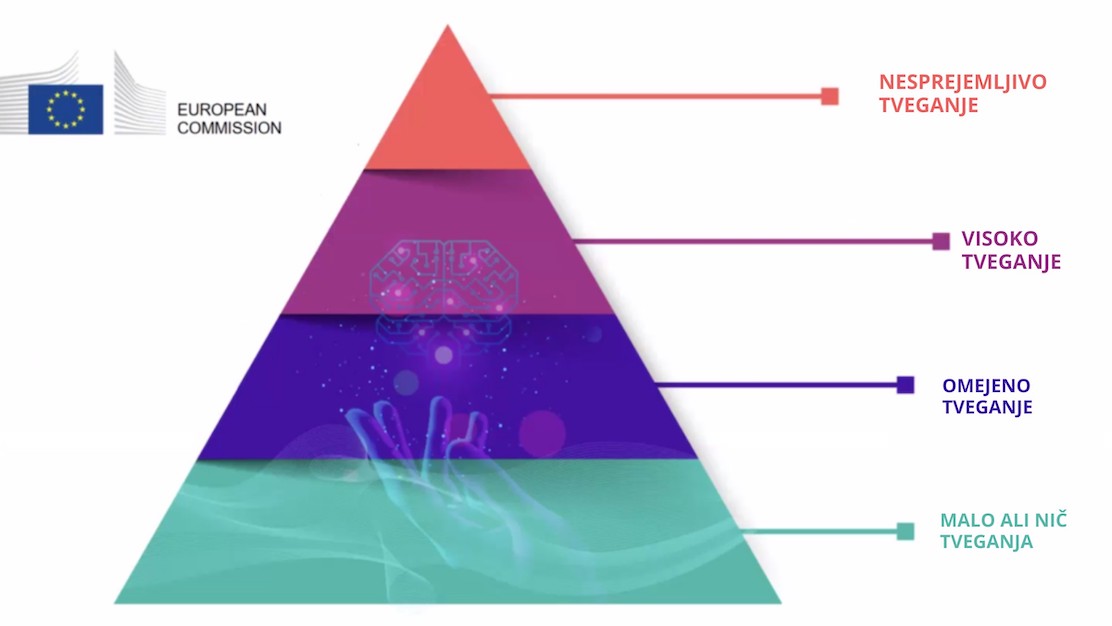 EUROPEAN
COMMISSION
NESPREJEMLJIVO
TVEGANJE
VISOKO
TVEGANJE
OMEJENO
TVEGANJE
MALO ALI NIČ
TVEGANJA